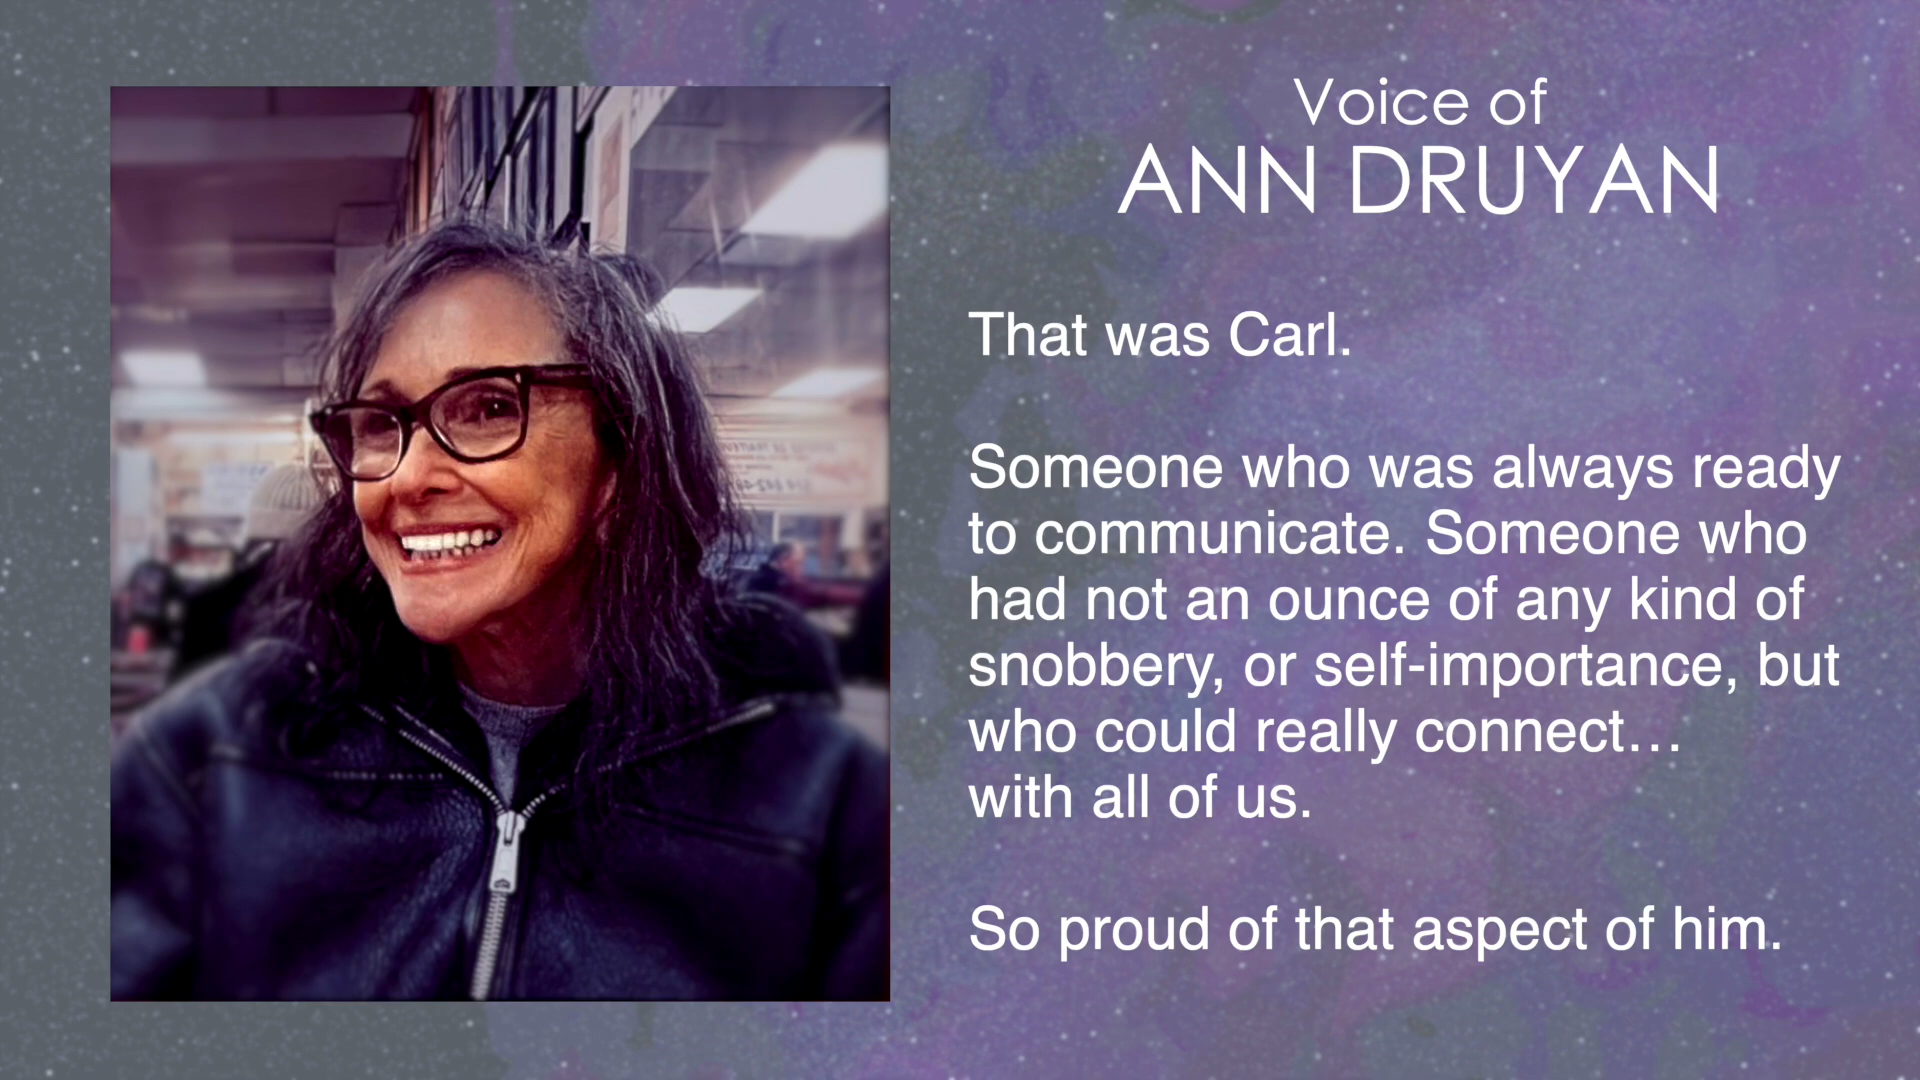 Voice of
ANN DRUYAN
That was Carl.
Someone who was always ready
to communicate. Someone who
had not an ounce of any kind of
snobbery, or self-importance, but
who could really connect…
with all of us.
So proud of that aspect of him.